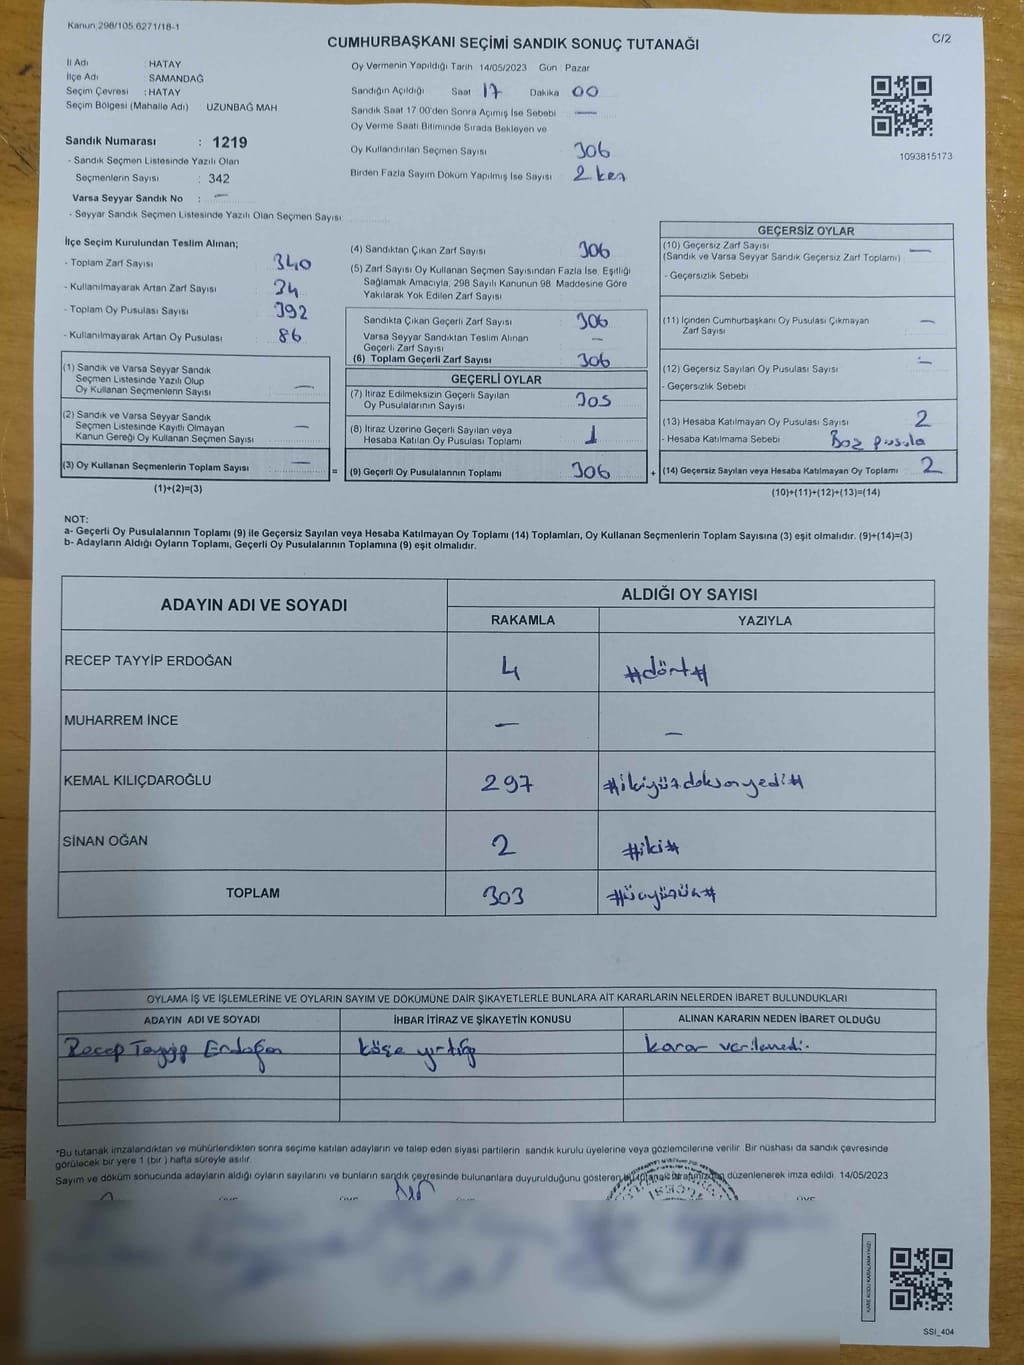 Kanun 298/105 6271/18-1
CUMHURBAŞKANI SEÇİMİ SANDIK SONUÇ TUTANAĞI
C/2
İl Adı : HATAY
İlçe Adı : SAMANDAĞ
Seçim Çevresi : HATAY
Seçim Bölgesi (Mahalle Adı) UZUNBAĞ MAH
Sandık Numarası : 1219
- Sandık Seçmen Listesinde Yazılı Olan
Seçmenlerin Sayısı : 342
Varsa Seyyar Sandık No : —
- Seyyar Sandık Seçmen Listesinde Yazılı Olan Seçmen Sayısı
Oy Vermenin Yapıldığı Tarih 14/05/2023 Gün Pazar
Sandığın Açıldığı Saat 17 Dakika 00
Sandık Saat 17 00'den Sonra Açımış İse Sebebi —
Oy Verme Saati Bitiminde Sırada Bekleyen ve
Oy Kullandırılan Seçmen Sayısı 306
Birden Fazla Sayım Döküm Yapılmış İse Sayısı 2 kez
1093815173
İlçe Seçim Kurulundan Teslim Alınan;
- Toplam Zarf Sayısı 340
- Kullanılmayarak Artan Zarf Sayısı 34
- Toplam Oy Pusulası Sayısı 392
- Kullanılmayarak Artan Oy Pusulası 86
(1) Sandık ve Varsa Seyyar Sandık
Seçmen Listesinde Yazılı Olup
Oy Kullanan Seçmenlerin Sayısı —
(2) Sandık ve Varsa Seyyar Sandık
Seçmen Listesinde Kayıtlı Olmayan
Kanun Gereği Oy Kullanan Seçmen Sayısı —
(3) Oy Kullanan Seçmenlerin Toplam Sayısı —
(1)+(2)=(3)
=
(4) Sandıktan Çıkan Zarf Sayısı 306
(5) Zarf Sayısı Oy Kullanan Seçmen Sayısından Fazla İse, Eşitliği
Sağlamak Amacıyla, 298 Sayılı Kanunun 98 Maddesine Göre
Yakılarak Yok Edilen Zarf Sayısı
Sandıkta Çıkan Geçerli Zarf Sayısı 306
Varsa Seyyar Sandıktan Teslim Alınan
Geçerli Zarf Sayısı —
(6) Toplam Geçerli Zarf Sayısı 306
GEÇERLİ OYLAR
(7) İtiraz Edilmeksizin Geçerli Sayılan
Oy Pusulalarının Sayısı 305
(8) İtiraz Üzerine Geçerli Sayılan veya
Hesaba Katılan Oy Pusulası Toplamı 1
(9) Geçerli Oy Pusulalarının Toplamı 306
+
GEÇERSİZ OYLAR
(10) Geçersiz Zarf Sayısı —
(Sandık ve Varsa Seyyar Sandık Geçersiz Zarf Toplamı)
- Geçersizlik Sebebi
(11) İçinden Cumhurbaşkanı Oy Pusulası Çıkmayan
Zarf Sayısı —
(12) Geçersiz Sayılan Oy Pusulası Sayısı —
- Geçersizlik Sebebi
(13) Hesaba Katılmayan Oy Pusulası Sayısı 2
- Hesaba Katılmama Sebebi Boz pusula
(14) Geçersiz Sayılan veya Hesaba Katılmayan Oy Toplamı 2
(10)+(11)+(12)+(13)=(14)
NOT:
a- Geçerli Oy Pusulalarının Toplamı (9) ile Geçersiz Sayılan veya Hesaba Katılmayan Oy Toplamı (14) Toplamları, Oy Kullanan Seçmenlerin Toplam Sayısına (3) eşit olmalıdır. (9)+(14)=(3)
b- Adayların Aldığı Oyların Toplamı, Geçerli Oy Pusulalarının Toplamına (9) eşit olmalıdır.
ADAYIN ADI VE SOYADI
ALDIĞI OY SAYISI
RAKAMLA YAZIYLA
RECEP TAYYİP ERDOĞAN 4 #dört#
MUHARREM İNCE — —
KEMAL KILIÇDAROĞLU 297 #ikiyüzdoksanyedi#
SİNAN OĞAN 2 #iki#
TOPLAM 303 #üçyüzüç#
OYLAMA İŞ VE İŞLEMLERİNE VE OYLARIN SAYIM VE DÖKÜMÜNE DAİR ŞİKAYETLERLE BUNLARA AİT KARARLARIN NELERDEN İBARET BULUNDUKLARI
ADAYIN ADI VE SOYADI İHBAR İTİRAZ VE ŞİKAYETİN KONUSU ALINAN KARARIN NEDEN İBARET OLDUĞU
Recep Tayyip Erdoğan köşe yırtığı karar verilemedi.
*Bu tutanak imzalandıktan ve mühürlendikten sonra seçime katılan adayların ve talep eden siyasi partilerin sandık kurulu üyelerine veya gözlemcilerine verilir Bir nüshası da sandık çevresinde
görülecek bir yere 1 (bir ) hafta süreyle asılır.
Sayım ve döküm sonucunda adayların aldığı oyların sayılarını ve bunların sandık çevresinde bulunanlara duyurulduğunu gösteren düzenlenerek imza edildi 14/05/2023
SSİ_404